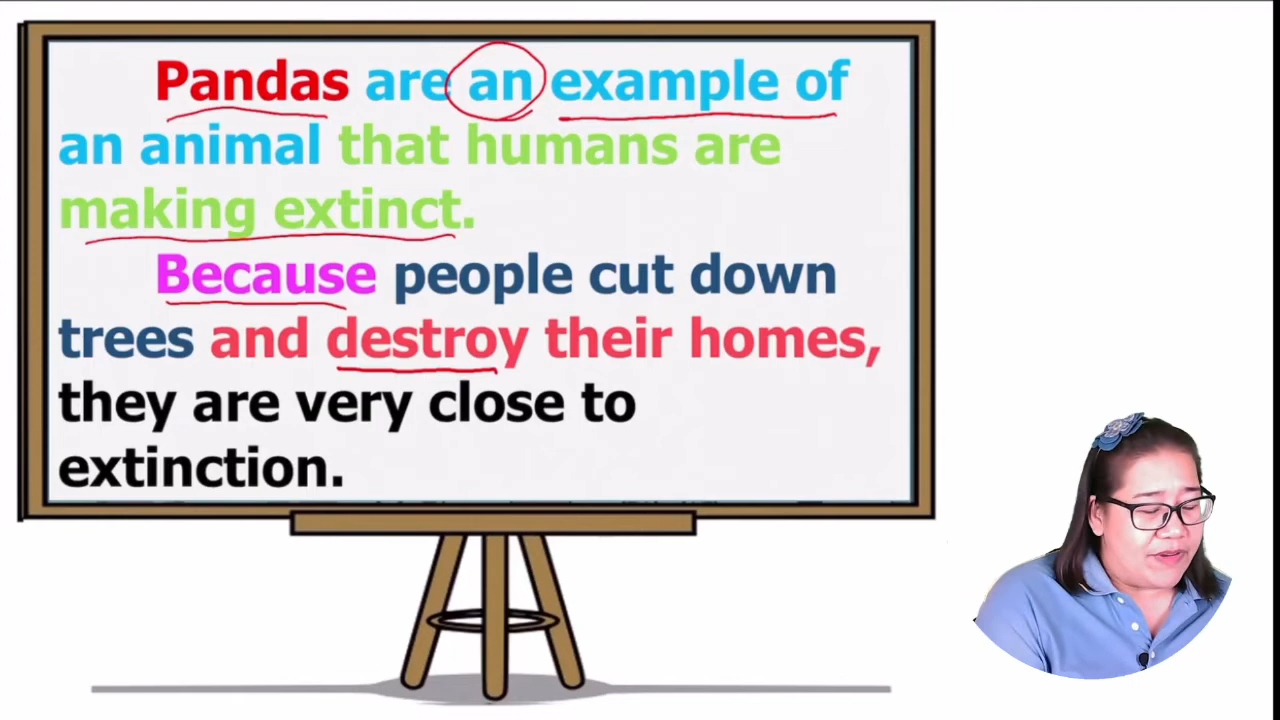 Pandas are an example of
an animal that humans are
making extinct.
Because people cut down
trees and destroy their homes,
they are very close to
extinction.